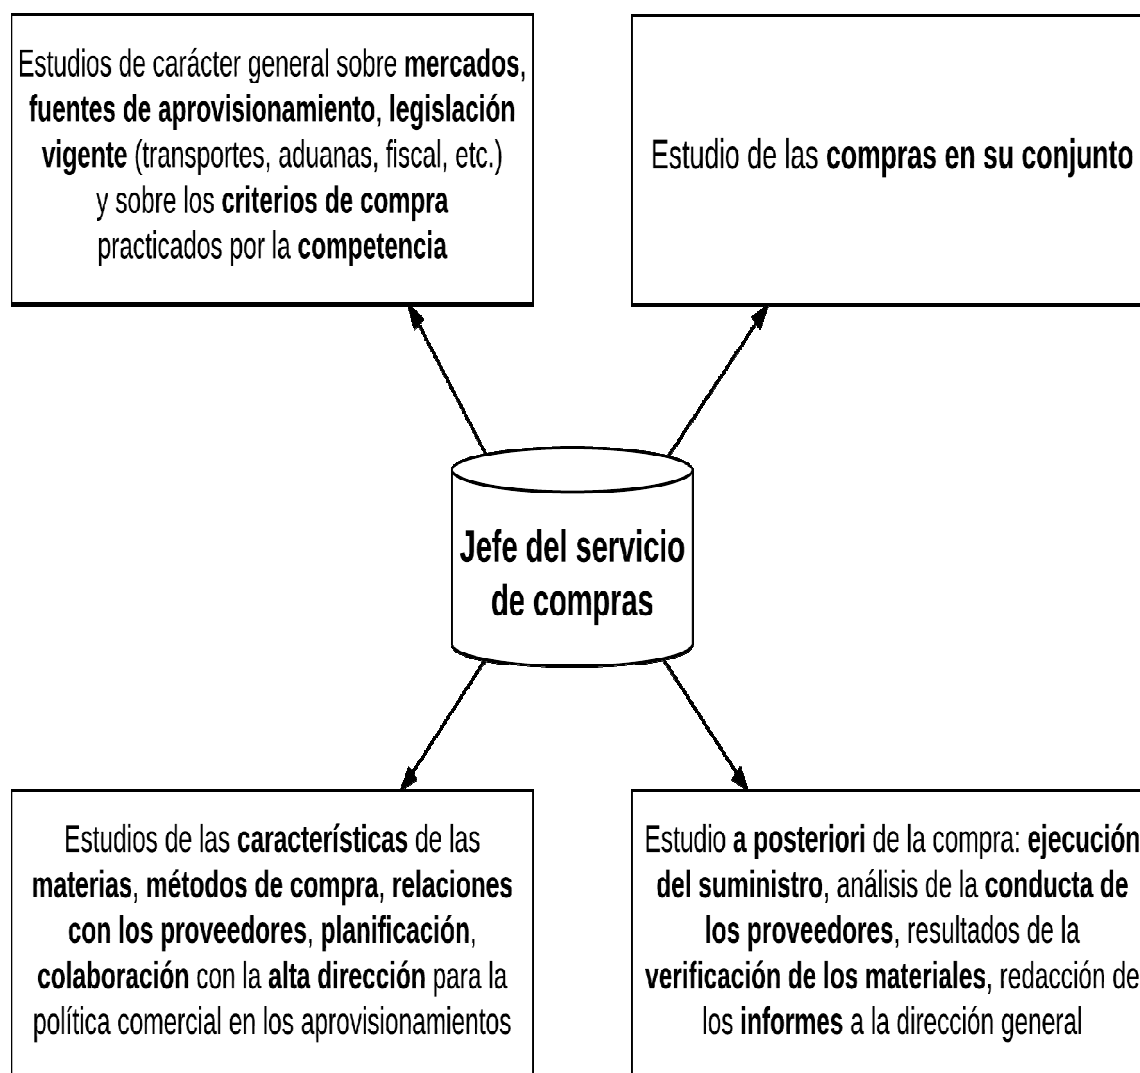 Estudios de carácter general sobre mercados,
fuentes de aprovisionamiento, legislación
vigente (transportes, aduanas, fiscal, etc.)
y sobre los criterios de compra
practicados por la competencia
Estudio de las compras en su conjunto
Jefe del servicio
de compras
Estudios de las características de las
materias, métodos de compra, relaciones
con los proveedores, planificación,
colaboración con la alta dirección para la
política comercial en los aprovisionamientos
Estudio a posteriori de la compra: ejecución
del suministro, análisis de la conducta de
los proveedores, resultados de la
verificación de los materiales, redacción de
los informes a la dirección general